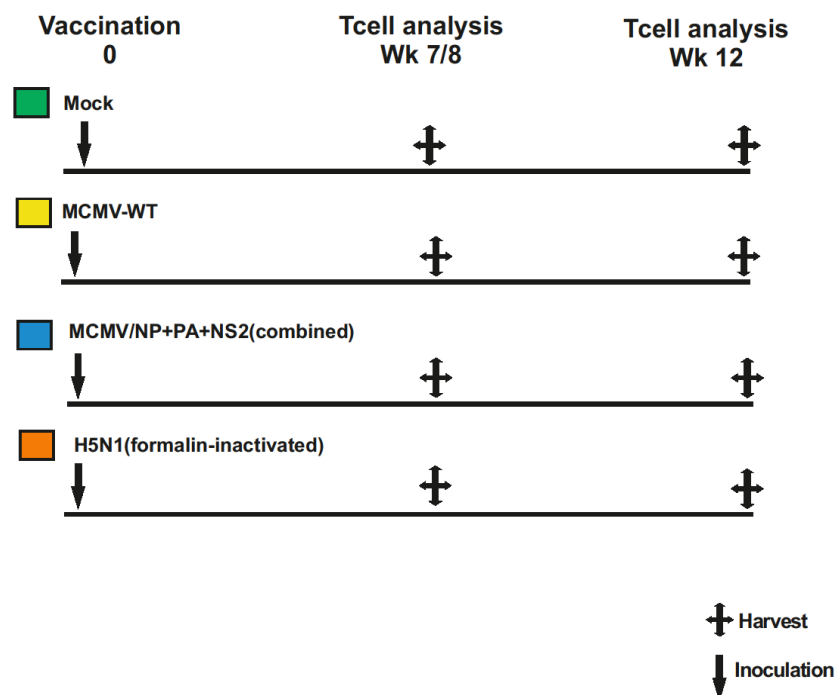 Vaccination
0
Tcell analysis
Wk 7/8
Tcell analysis
Wk 12
Mock
MCMV-WT
MCMV/NP+PA+NS2(combined)
H5N1(formalin-inactivated)
Harvest
Inoculation